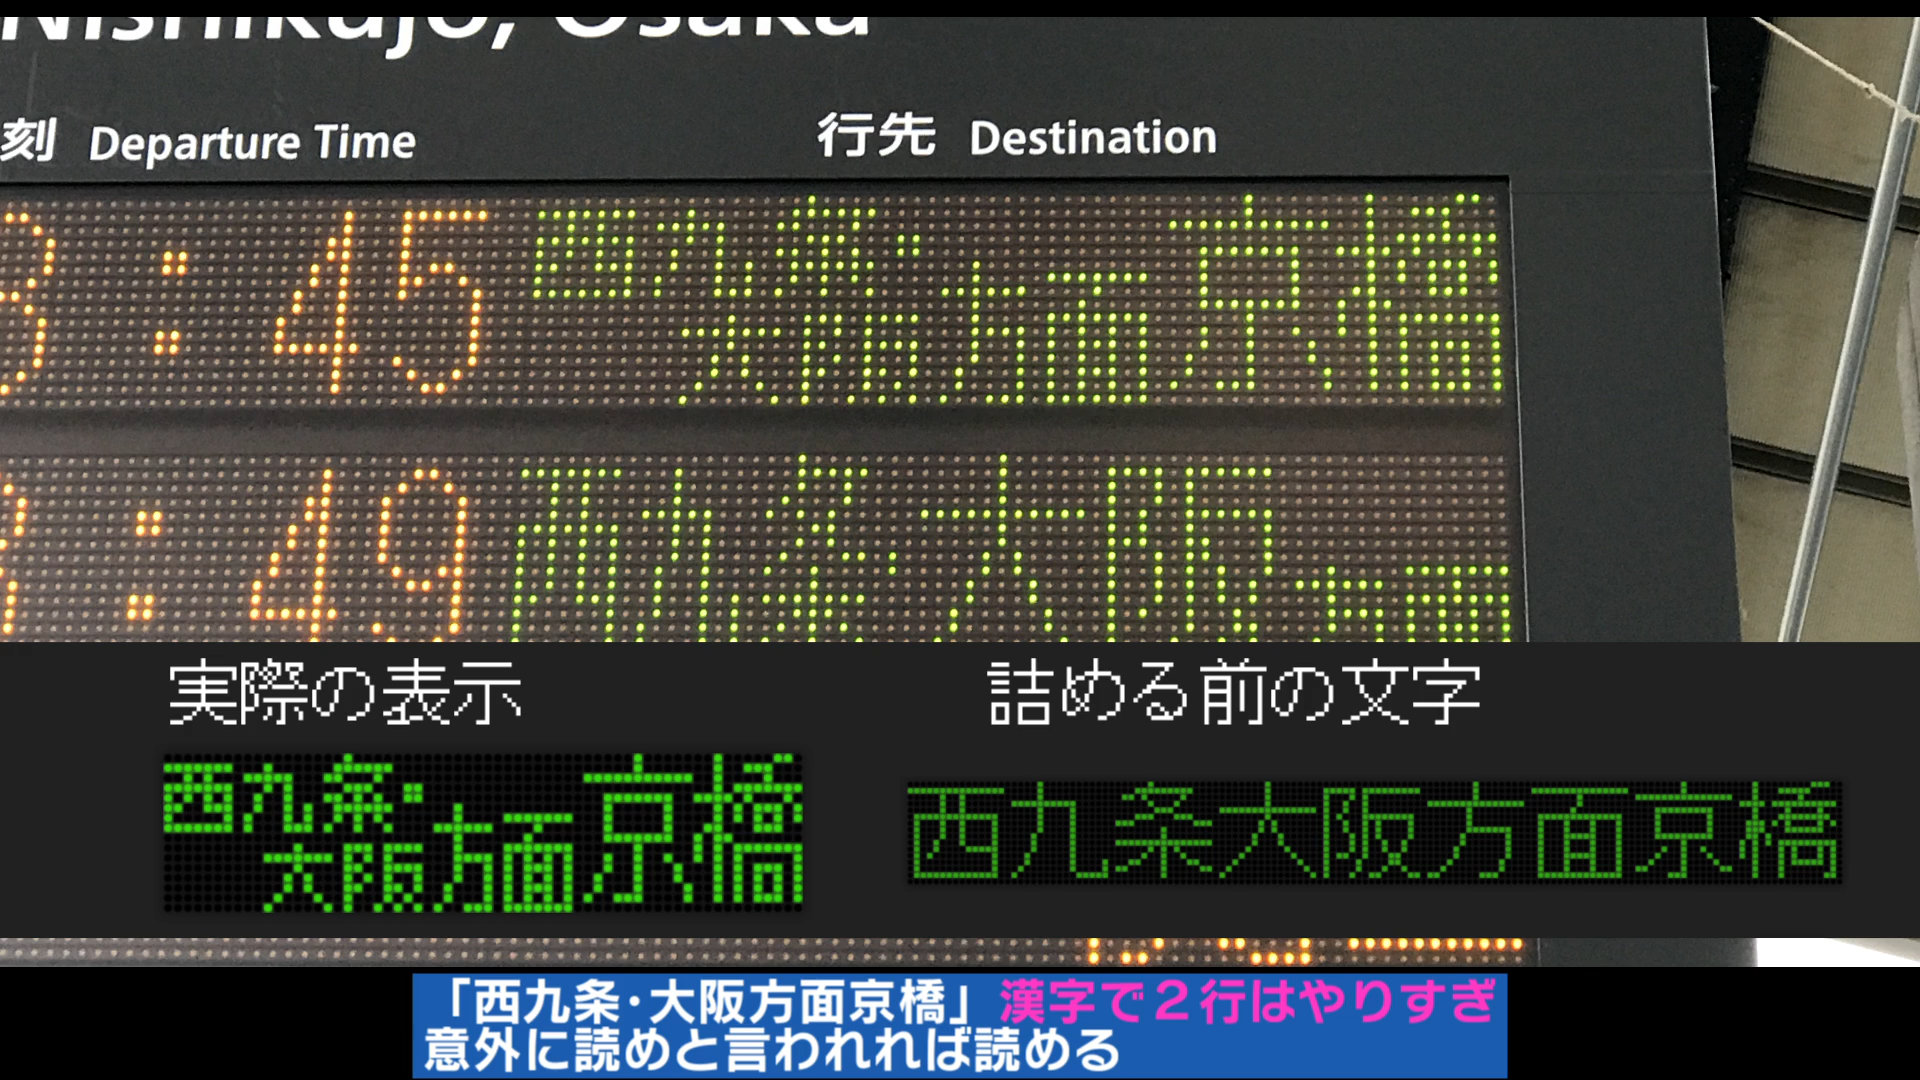 Nishikujo, Osaka
刻 Departure Time 行先 Destination
8:45 西九条・大阪方面 京橋
8:49 西九条・大阪方面
実際の表示 詰める前の文字
西九条・大阪方面京橋 西九条大阪方面京橋
「西九条・大阪方面京橋」漢字で２行はやりすぎ
意外に読めと言われれば読める